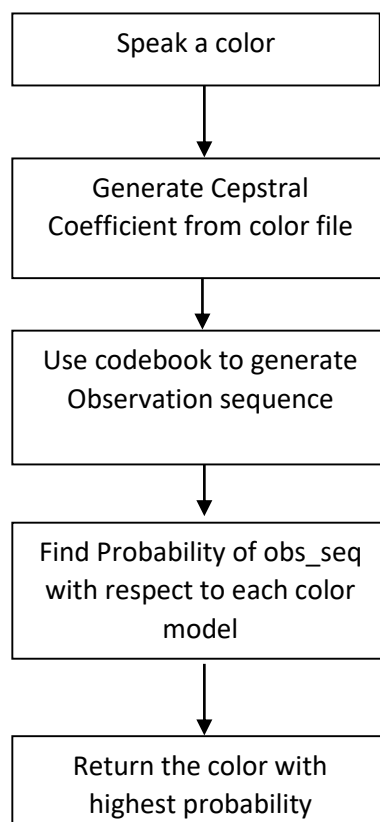 Speak a color
Generate Cepstral
Coefficient from color file
Use codebook to generate
Observation sequence
Find Probability of obs_seq
with respect to each color
model
Return the color with
highest probability